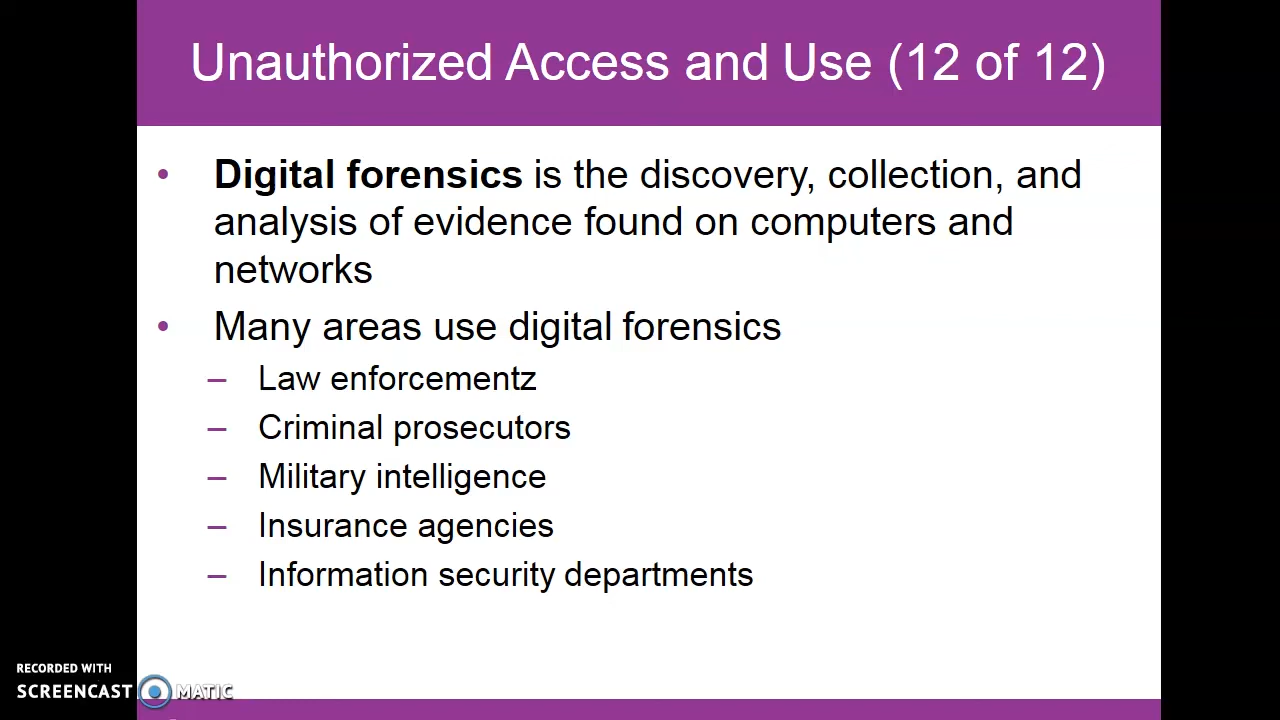 Unauthorized Access and Use (12 of 12)
• Digital forensics is the discovery, collection, and
analysis of evidence found on computers and
networks
• Many areas use digital forensics
– Law enforcementz
– Criminal prosecutors
– Military intelligence
– Insurance agencies
– Information security departments
RECORDED WITH
SCREENCAST MATIC